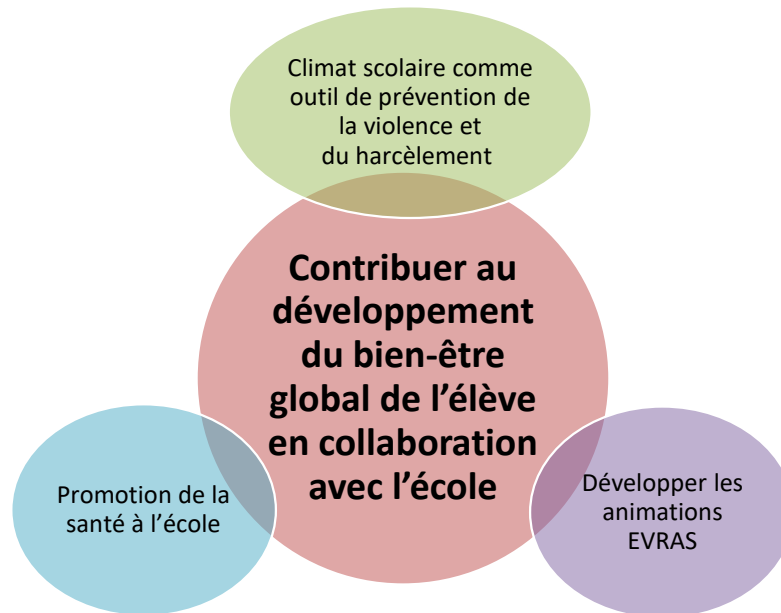 Climat scolaire comme
outil de prévention de
la violence et
du harcèlement
Contribuer au
développement
du bien-être
global de l’élève
en collaboration
avec l’école
Promotion de la
santé à l’école
Développer les
animations
EVRAS